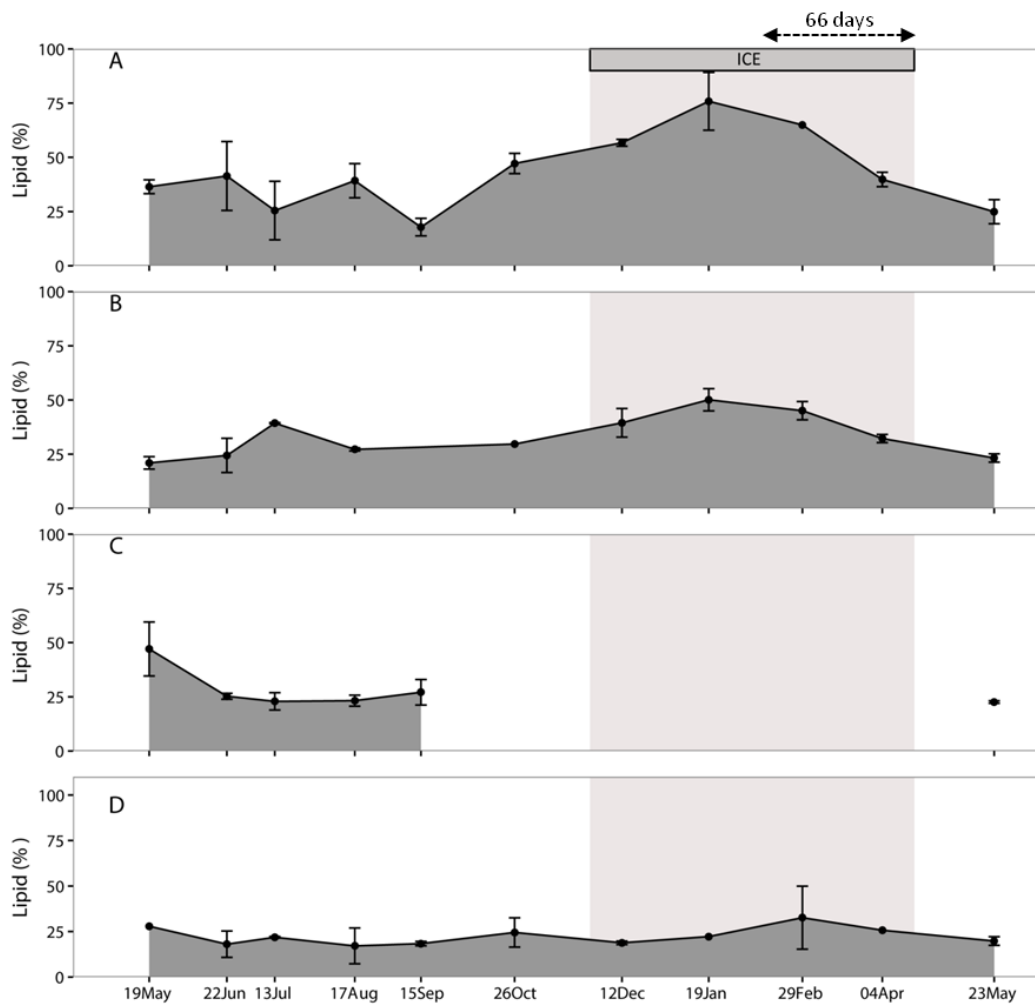 66 days
A
ICE
100
75
50
25
0
Lipid (%)
B
100
75
50
25
0
Lipid (% )
C
100
75
50
25
0
Lipid (%)
D
100
75
50
25
0
Lipid (% )
19May 22Jun 13Jul 17Aug 15Sep 26Oct 12Dec 19Jan 29Feb 04Apr 23May